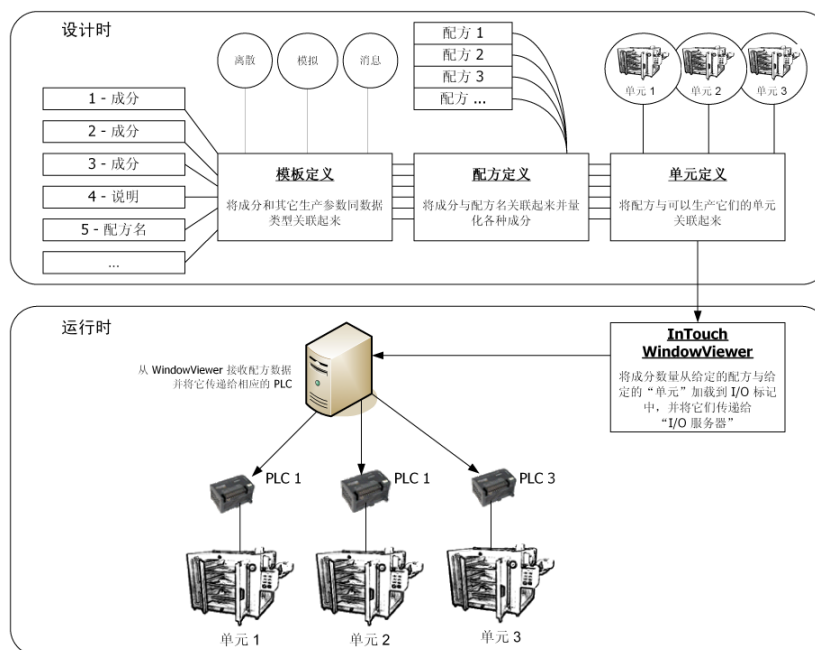 设计时
离散
模拟
消息
配方 1
配方 2
配方 3
配方 ...
单元 1
单元 2
单元 3
1 - 成分
2 - 成分
3 - 成分
4 - 说明
5 - 配方名
...
模板定义
将成分和其它生产参数同数据
类型关联起来
配方定义
将成分与配方名关联起来并量
化各种成分
单元定义
将配方与可以生产它们的单元
关联起来
运行时
从 WindowViewer 接收配方数据
并将它传递给相应的 PLC
InTouch
WindowViewer
将成分数量从给定的配方与给
定的“单元”加载到 I/O 标记
中，并将它们传递给
“I/O 服务器”
PLC 1
PLC 1
PLC 3
单元 1
单元 2
单元 3